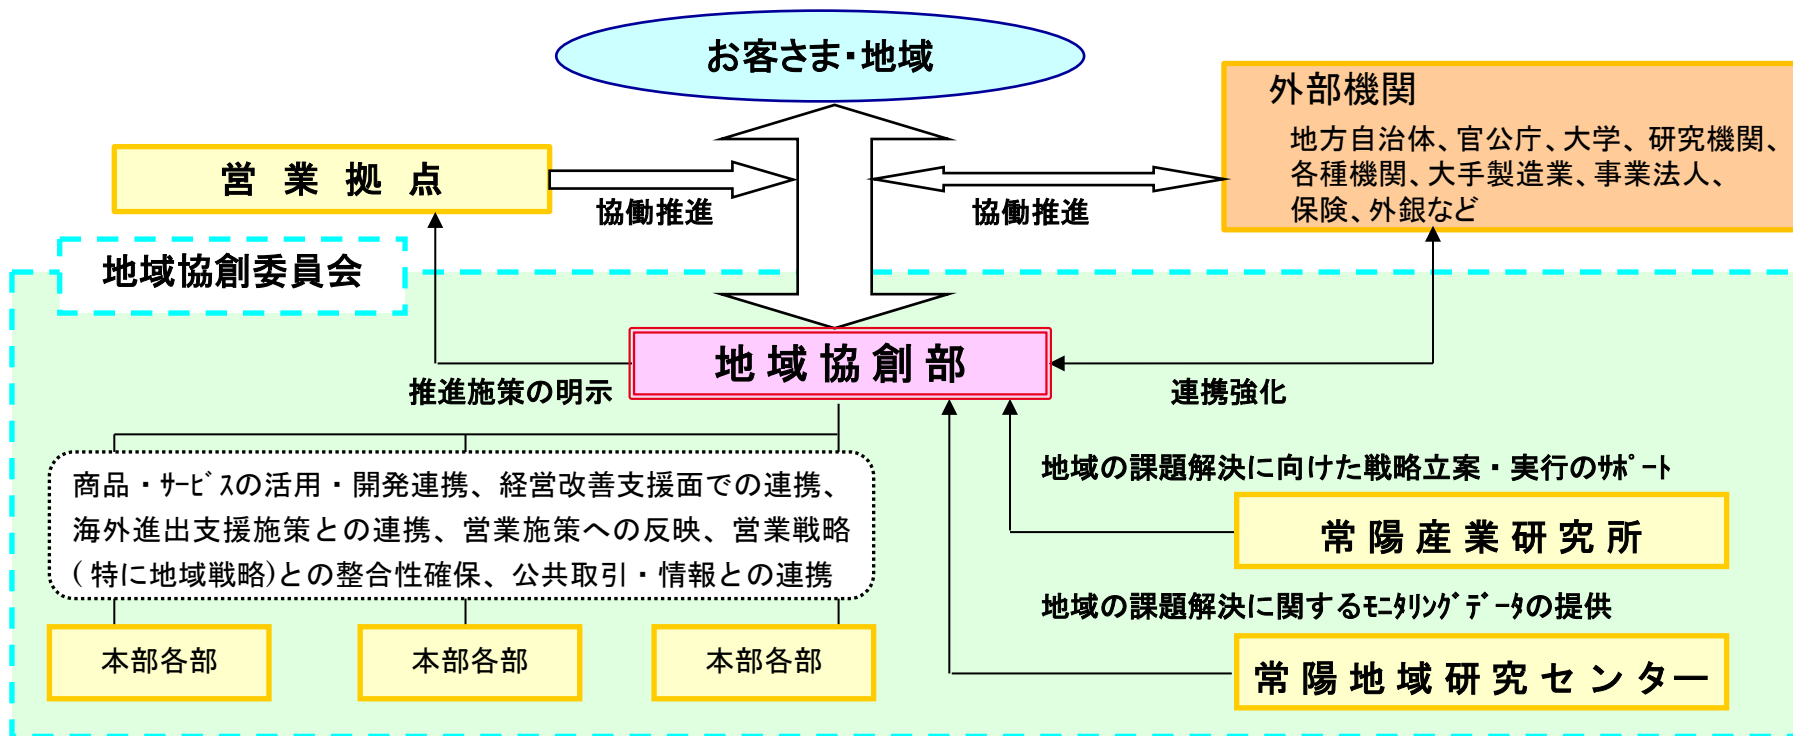 お客さま・地域
外部機関
地方自治体、官公庁、大学、研究機関、
各種機関、大手製造業、事業法人、
保険、外銀など
営業拠点
協働推進
協働推進
地域協創委員会
地域協創部
推進施策の明示
連携強化
商品・ｻｰﾋﾞｽの活用・開発連携、経営改善支援面での連携、
海外進出支援施策との連携、営業施策への反映、営業戦略
(特に地域戦略)との整合性確保、公共取引・情報との連携
地域の課題解決に向けた戦略立案・実行のｻﾎﾟｰﾄ
常陽産業研究所
地域の課題解決に関するﾓﾆﾀﾘﾝｸﾞﾃﾞｰﾀの提供
常陽地域研究センター
本部各部
本部各部
本部各部